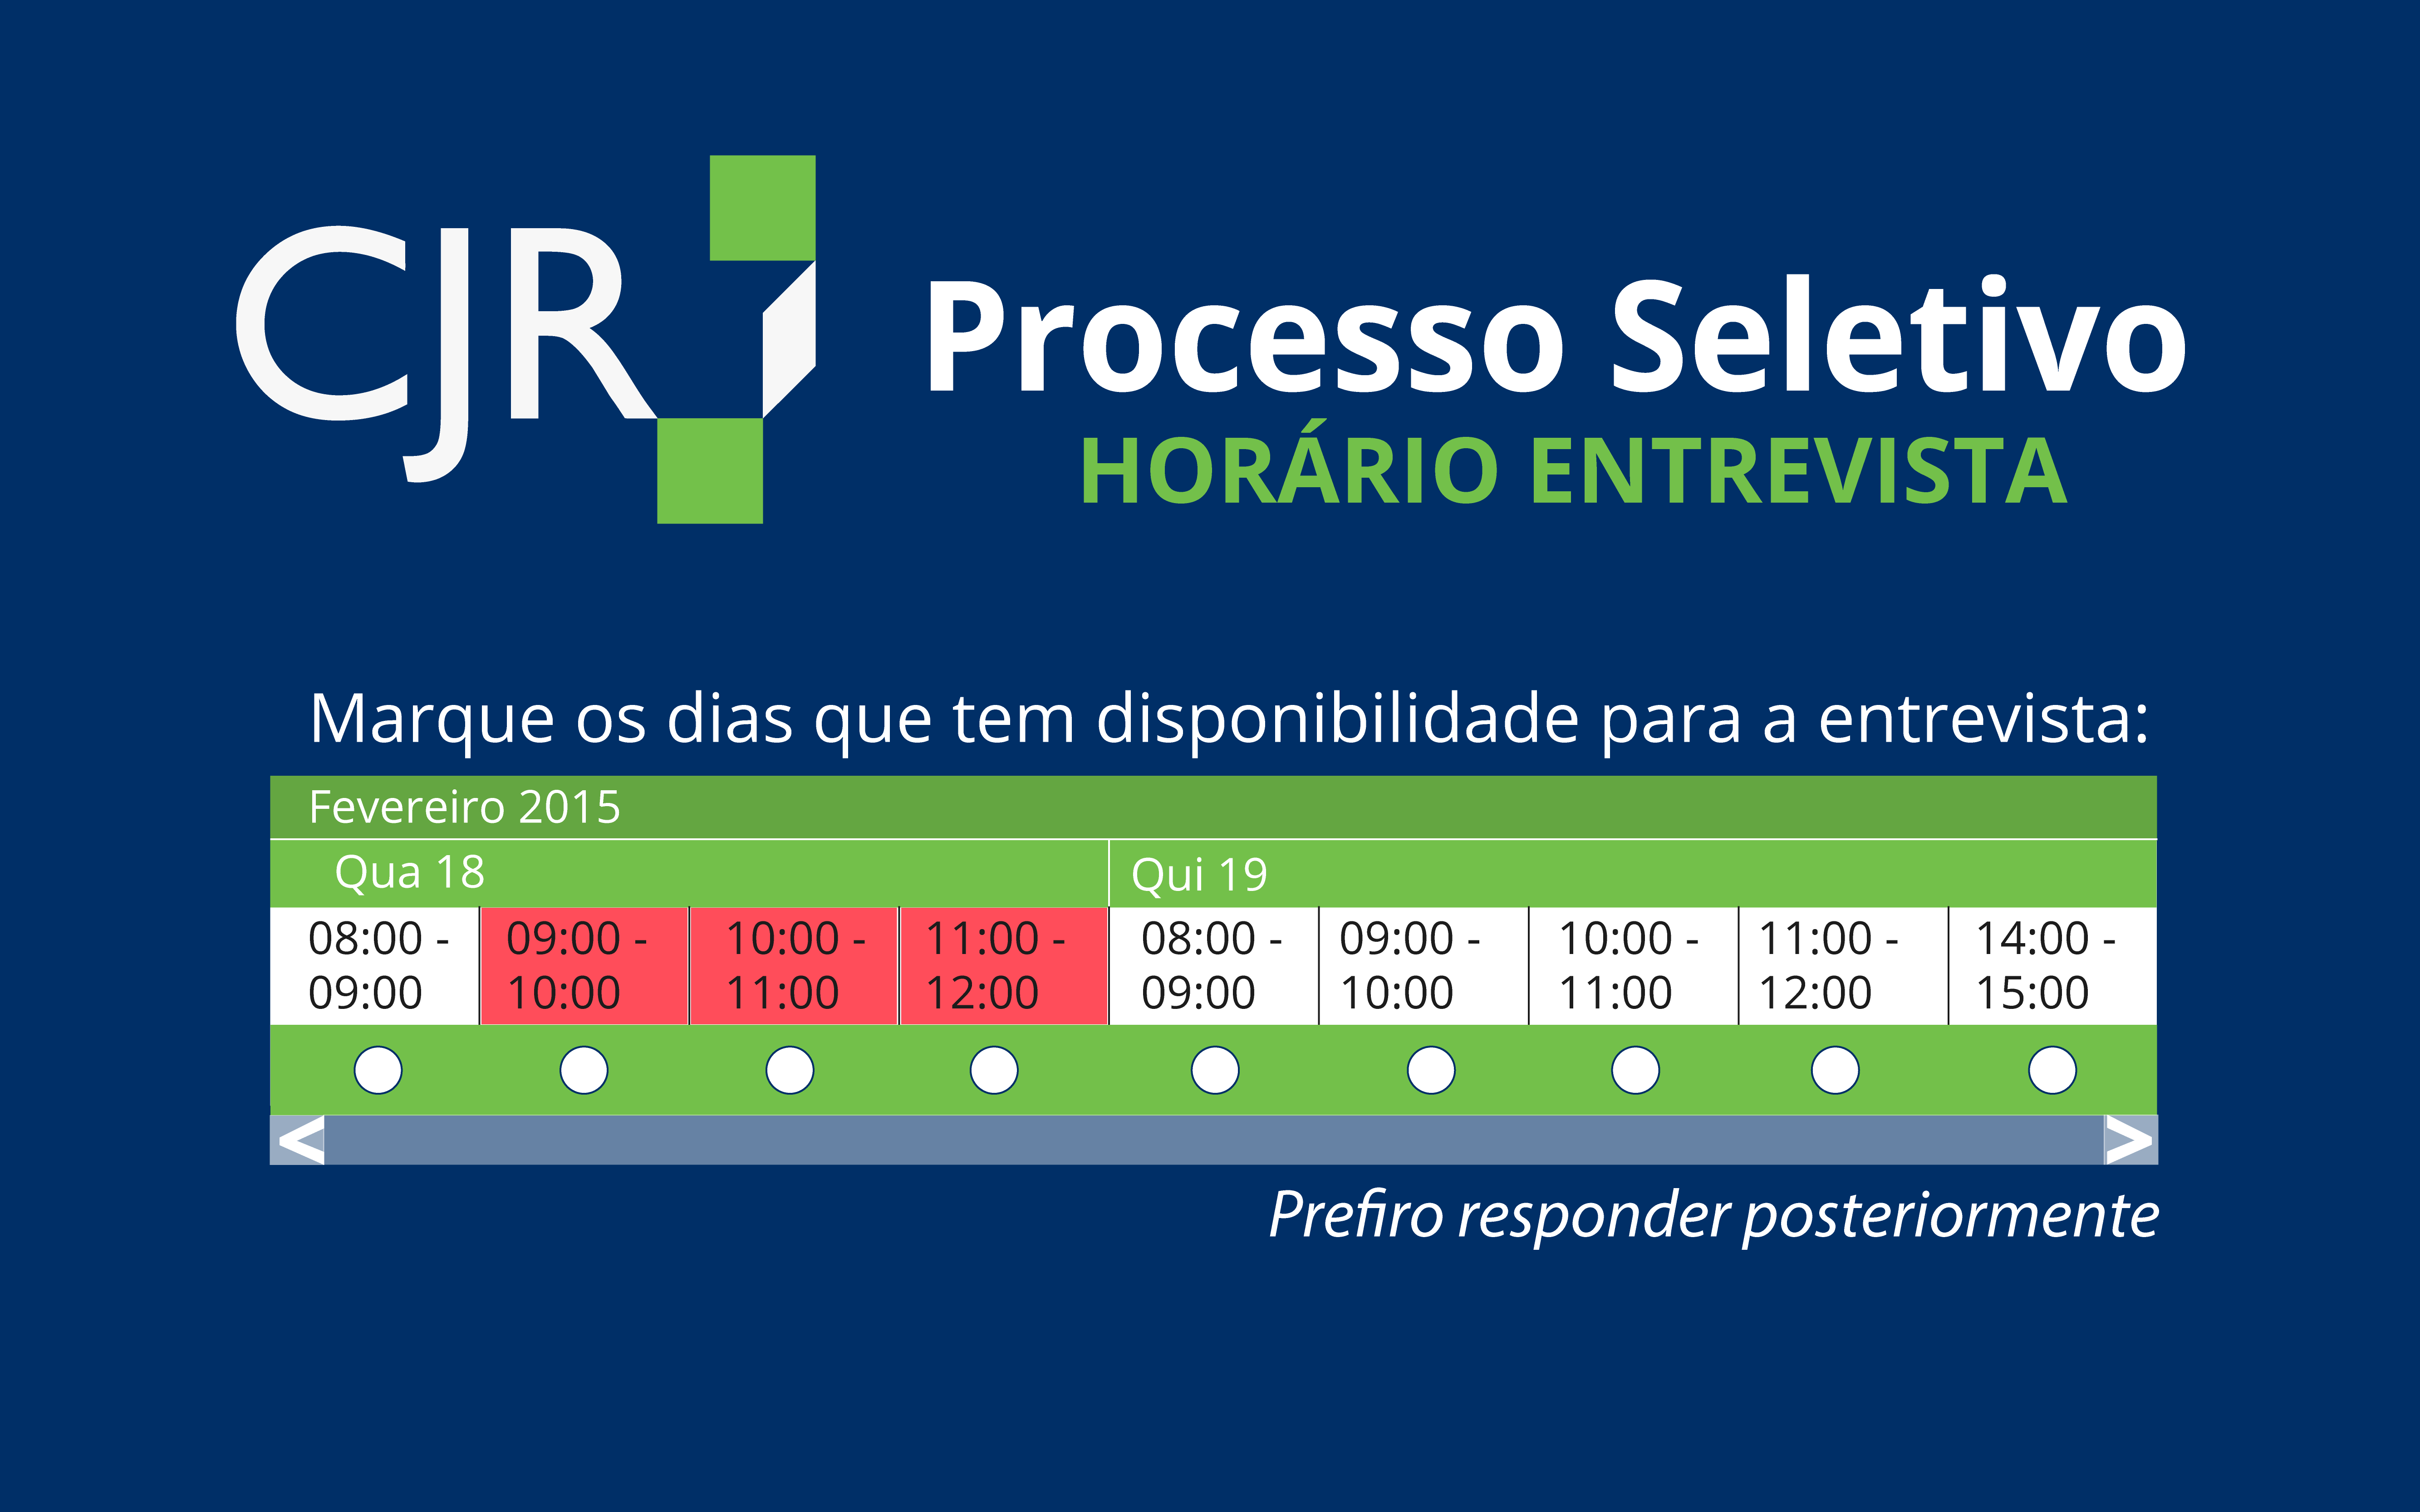 CJR
Processo Seletivo
HORÁRIO ENTREVISTA
Marque os dias que tem disponibilidade para a entrevista:
Fevereiro 2015
Qua 18 Qui 19
08:00 - 09:00 - 10:00 - 11:00 - 08:00 - 09:00 - 10:00 - 11:00 - 14:00 -
09:00 10:00 11:00 12:00 09:00 10:00 11:00 12:00 15:00
< >
Prefiro responder posteriormente